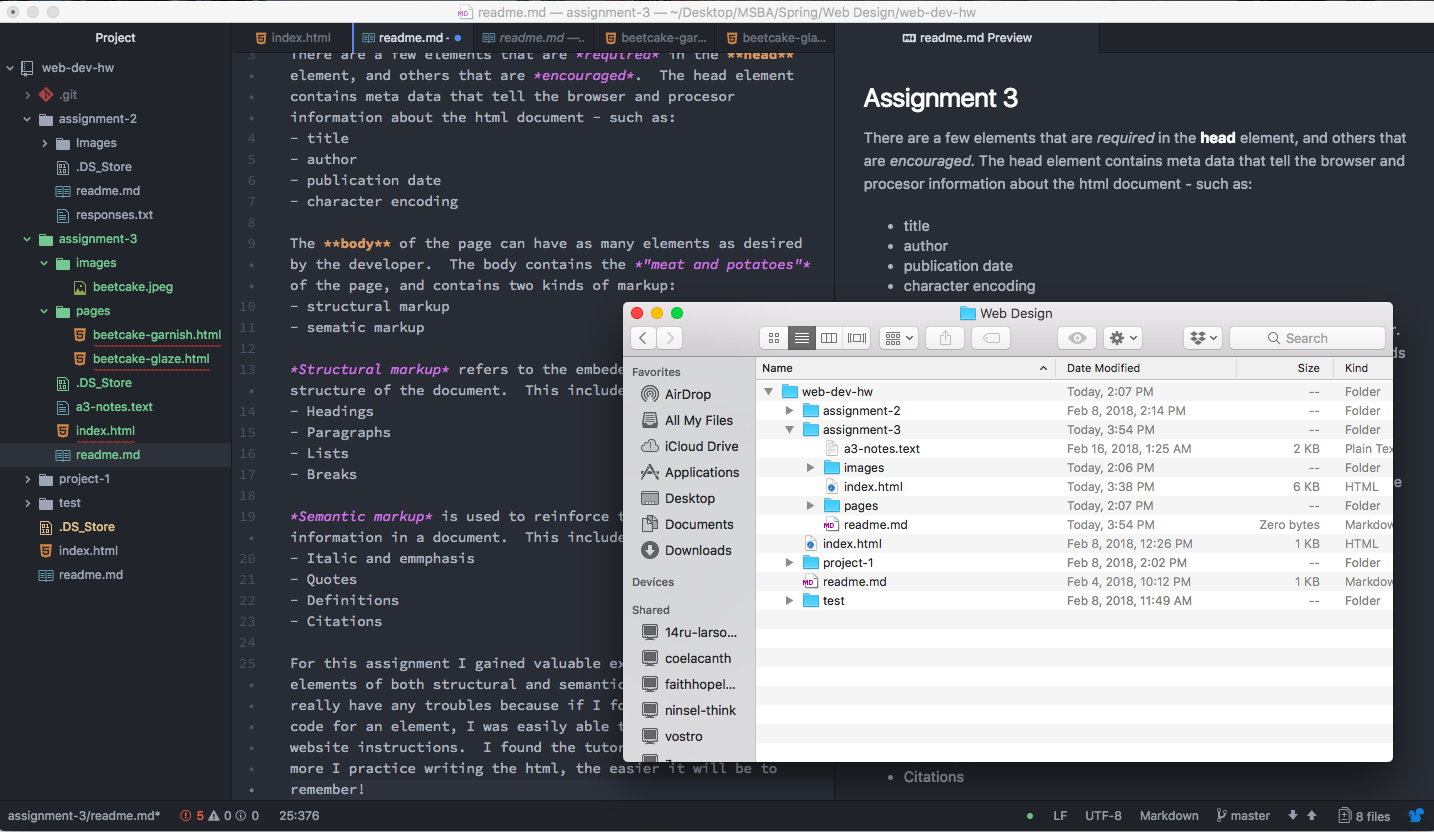 readme.md — assignment-3 — ~/Desktop/MSBA/Spring/Web Design/web-dev-hw
Project
web-dev-hw
.git
assignment-2
Images
.DS_Store
readme.md
responses.txt
assignment-3
images
beetcake.jpeg
pages
beetcake-garnish.html
beetcake-glaze.html
.DS_Store
a3-notes.text
index.html
readme.md
project-1
test
.DS_Store
index.html
readme.md
index.html
readme.md -
readme.md —..
beetcake-gar...
beetcake-gla...
3 There are a few elements that are *required* in the **head**
element, and others that are *encouraged*.  The head element
contains meta data that tell the browser and procesor
information about the html document - such as:
4 - title
5 - author
6 - publication date
7 - character encoding
8
9 The **body** of the page can have as many elements as desired
by the developer.  The body contains the *"meat and potatoes"*
of the page, and contains two kinds of markup:
10 - structural markup
11 - sematic markup
12
13 *Structural markup* refers to the embede
structure of the document.  This include
14 - Headings
15 - Paragraphs
16 - Lists
17 - Breaks
18
19 *Semantic markup* is used to reinforce t
information in a document.  This include
20 - Italic and emmphasis
21 - Quotes
22 - Definitions
23 - Citations
24
25 For this assignment I gained valuable ex
elements of both structural and semantic
really have any troubles because if I fo
code for an element, I was easily able t
website instructions.  I found the tutor
more I practice writing the html, the easier it will be to
remember!
readme.md Preview
Assignment 3
There are a few elements that are required in the head element, and others that
are encouraged. The head element contains meta data that tell the browser and
procesor information about the html document - such as:
• title
• author
• publication date
• character encoding
• Citations
Web Design
Search
Favorites
AirDrop
All My Files
iCloud Drive
Applications
Desktop
Documents
Downloads
Devices
Shared
14ru-larso...
coelacanth
faithhopel...
ninsel-think
vostro
Name Date Modified Size Kind
web-dev-hw Today, 2:07 PM -- Folder
assignment-2 Feb 8, 2018, 2:14 PM -- Folder
assignment-3 Today, 3:54 PM -- Folder
a3-notes.text Feb 16, 2018, 1:25 AM 2 KB Plain Tex
images Today, 2:06 PM -- Folder
index.html Today, 3:38 PM 6 KB HTML
pages Today, 2:07 PM -- Folder
readme.md Today, 3:54 PM Zero bytes Markdow
index.html Feb 8, 2018, 12:26 PM 1 KB HTML
project-1 Feb 8, 2018, 2:02 PM -- Folder
readme.md Feb 4, 2018, 10:12 PM 1 KB Markdow
test Feb 8, 2018, 11:49 AM -- Folder
assignment-3/readme.md* 5 0 0 25:376
LF UTF-8 Markdown master 8 files